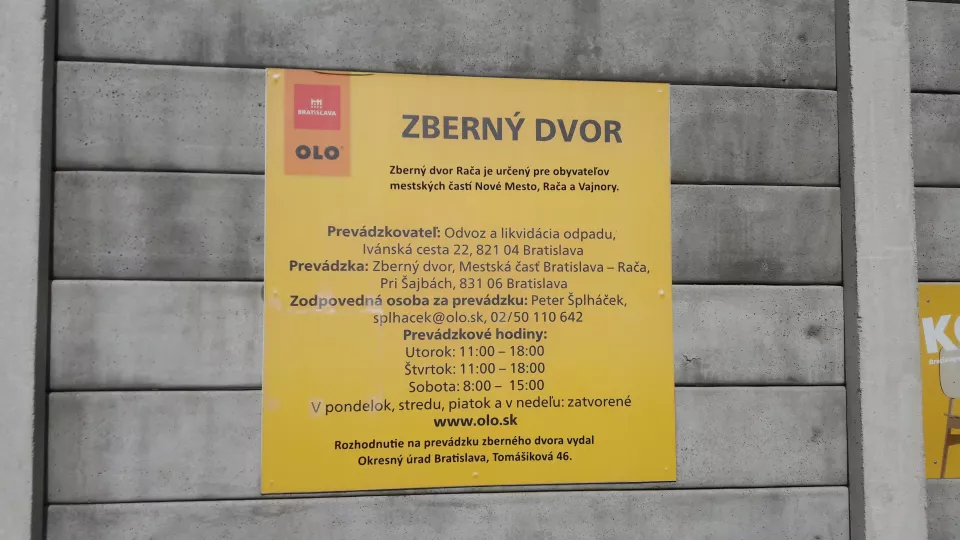 BRATISLAVA
OLO
ZBERNÝ DVOR
Zberný dvor Rača je určený pre obyvateľov
mestských častí Nové Mesto, Rača a Vajnory.
Prevádzkovateľ: Odvoz a likvidácia odpadu,
Ivánská cesta 22, 821 04 Bratislava
Prevádzka: Zberný dvor, Mestská časť Bratislava – Rača,
Pri Šajbách, 831 06 Bratislava
Zodpovedná osoba za prevádzku: Peter Šplháček,
splhacek@olo.sk, 02/50 110 642
Prevádzkové hodiny:
Utorok: 11:00 – 18:00
Štvrtok: 11:00 – 18:00
Sobota: 8:00 – 15:00
V pondelok, stredu, piatok a v nedeľu: zatvorené
www.olo.sk
Rozhodnutie na prevádzku zberného dvora vydal
Okresný úrad Bratislava, Tomášiková 46.